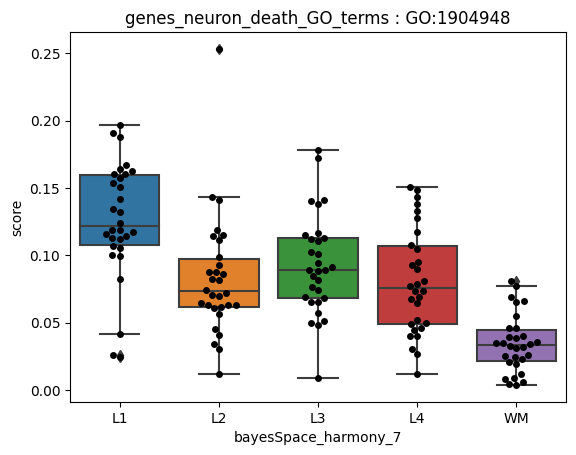 genes_neuron_death_GO_terms : GO:1904948
0.25
0.20
0.15
0.10
0.05
0.00
score
L1 L2 L3 L4 WM
bayesSpace_harmony_7